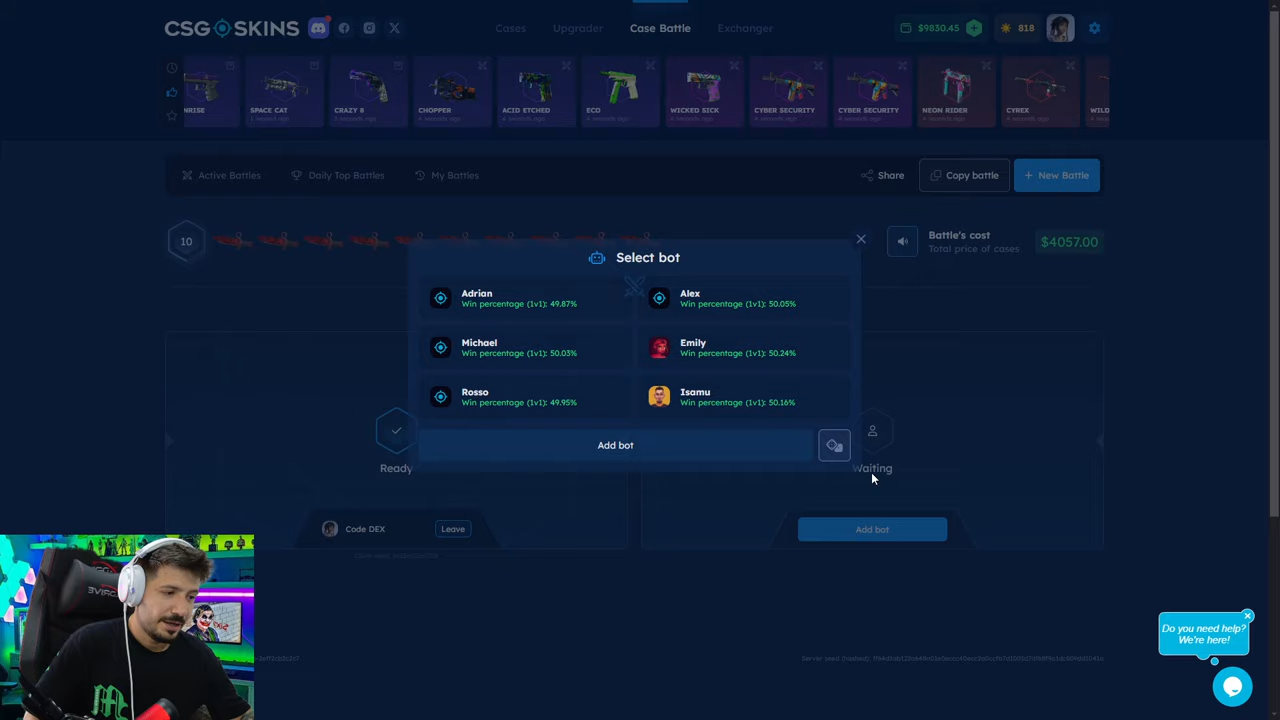 CSG SKINS
Cases
Upgrader
Case Battle
Exchanger
$9830.45
818
NRISE
SPACE CAT
CRAZY 8
CHOPPER
ACID ETCHED
ECO
WICKED SICK
CYBER SECURITY
CYBER SECURITY
NEON RIDER
CYREX
WILD
Active Battles
Daily Top Battles
My Battles
Share
Copy battle
+ New Battle
10
Battle's cost
Total price of cases
$4057.00
Select bot
Adrian
Win percentage (1v1): 49.87%
Alex
Win percentage (1v1): 50.05%
Michael
Win percentage (1v1): 50.03%
Emily
Win percentage (1v1): 50.24%
Rosso
Win percentage (1v1): 49.95%
Isamu
Win percentage (1v1): 50.16%
Add bot
Ready
Waiting
Code DEX
Leave
Add bot
Do you need help?
We're here!